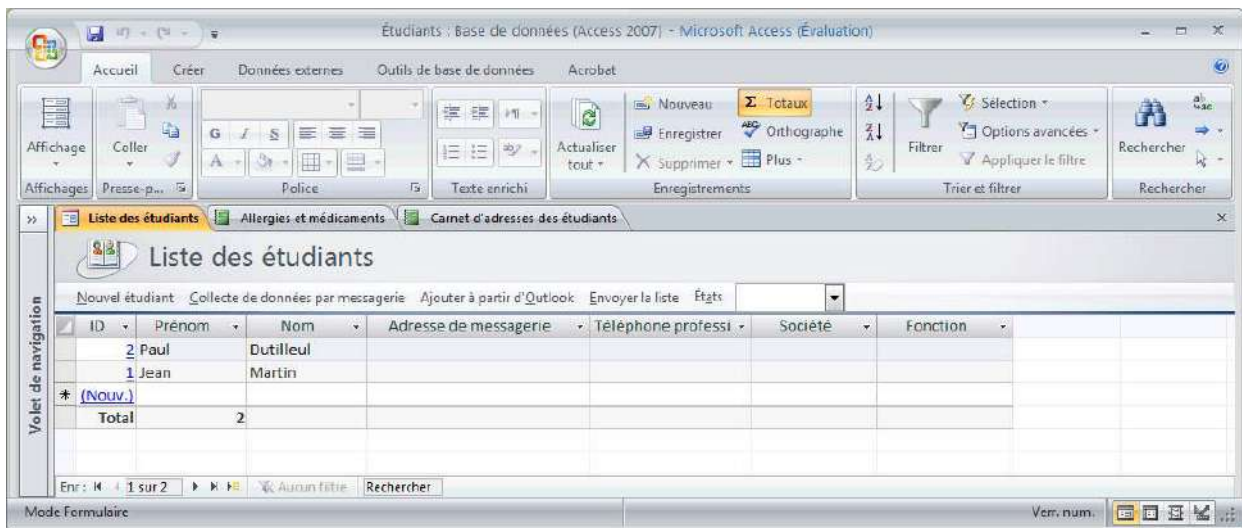 Étudiants : Base de données (Access 2007) - Microsoft Access (Évaluation)
Accueil Créer Données externes Outils de base de données Acrobat
Affichage
Coller
G I S
A
Actualiser tout
Nouveau
Enregistrer
Supprimer
Σ Totaux
Orthographe
Plus
Filtrer
Sélection
Options avancées
Appliquer le filtre
Rechercher
Affichages Presse-p... Police Texte enrichi Enregistrements Trier et filtrer Rechercher
Liste des étudiants Allergies et médicaments Carnet d'adresses des étudiants
Liste des étudiants
Nouvel étudiant Collecte de données par messagerie Ajouter à partir d'Outlook Envoyer la liste États
ID Prénom Nom Adresse de messagerie Téléphone professi Société Fonction
2 Paul Dutilleul
1 Jean Martin
* (Nouv.)
Total 2
Volet de navigation
Enr : 1 sur 2 Aucun filtre Rechercher
Mode Formulaire Verr. num.